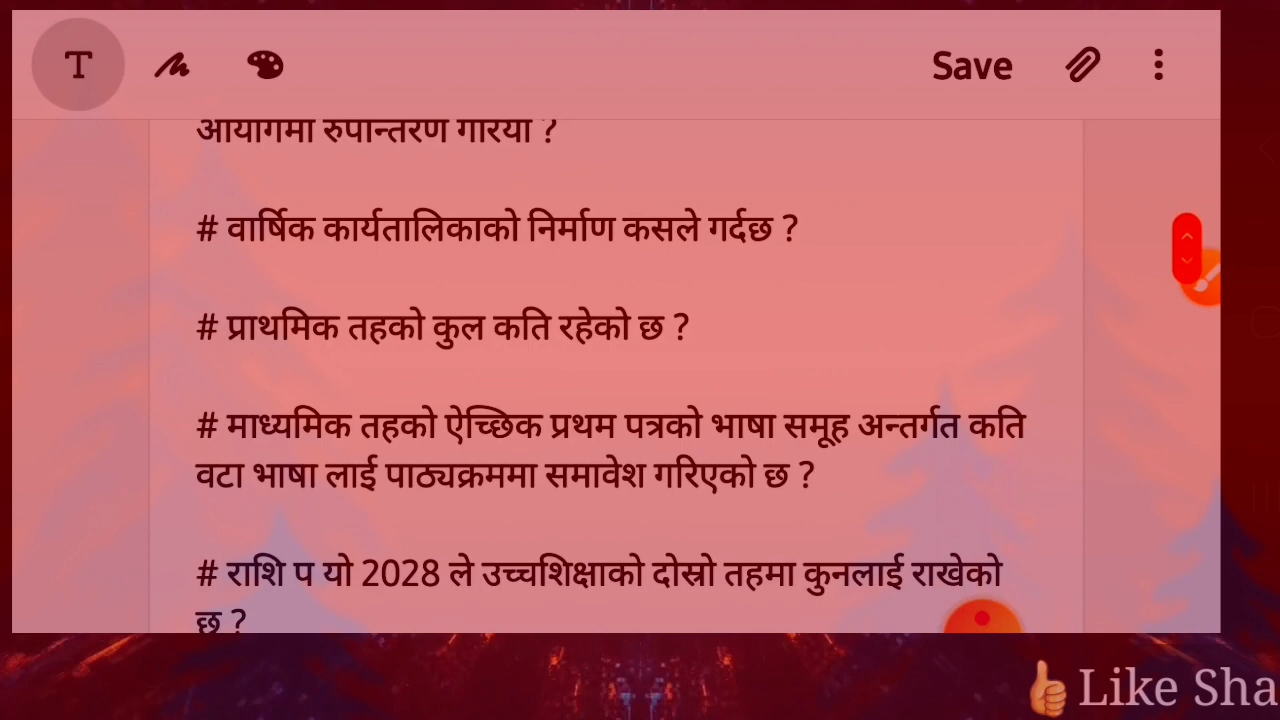 T
Save
आयोगमा रुपान्तरण गरियो ?
# वार्षिक कार्यतालिकाको निर्माण कसले गर्दछ ?
# प्राथमिक तहको कुल कति रहेको छ ?
# माध्यमिक तहको ऐच्छिक प्रथम पत्रको भाषा समूह अन्तर्गत कति
वटा भाषा लाई पाठ्यक्रममा समावेश गरिएको छ ?
# राशि प यो 2028 ले उच्चशिक्षाको दोस्रो तहमा कुनलाई राखेको
छ ?
Like Sha